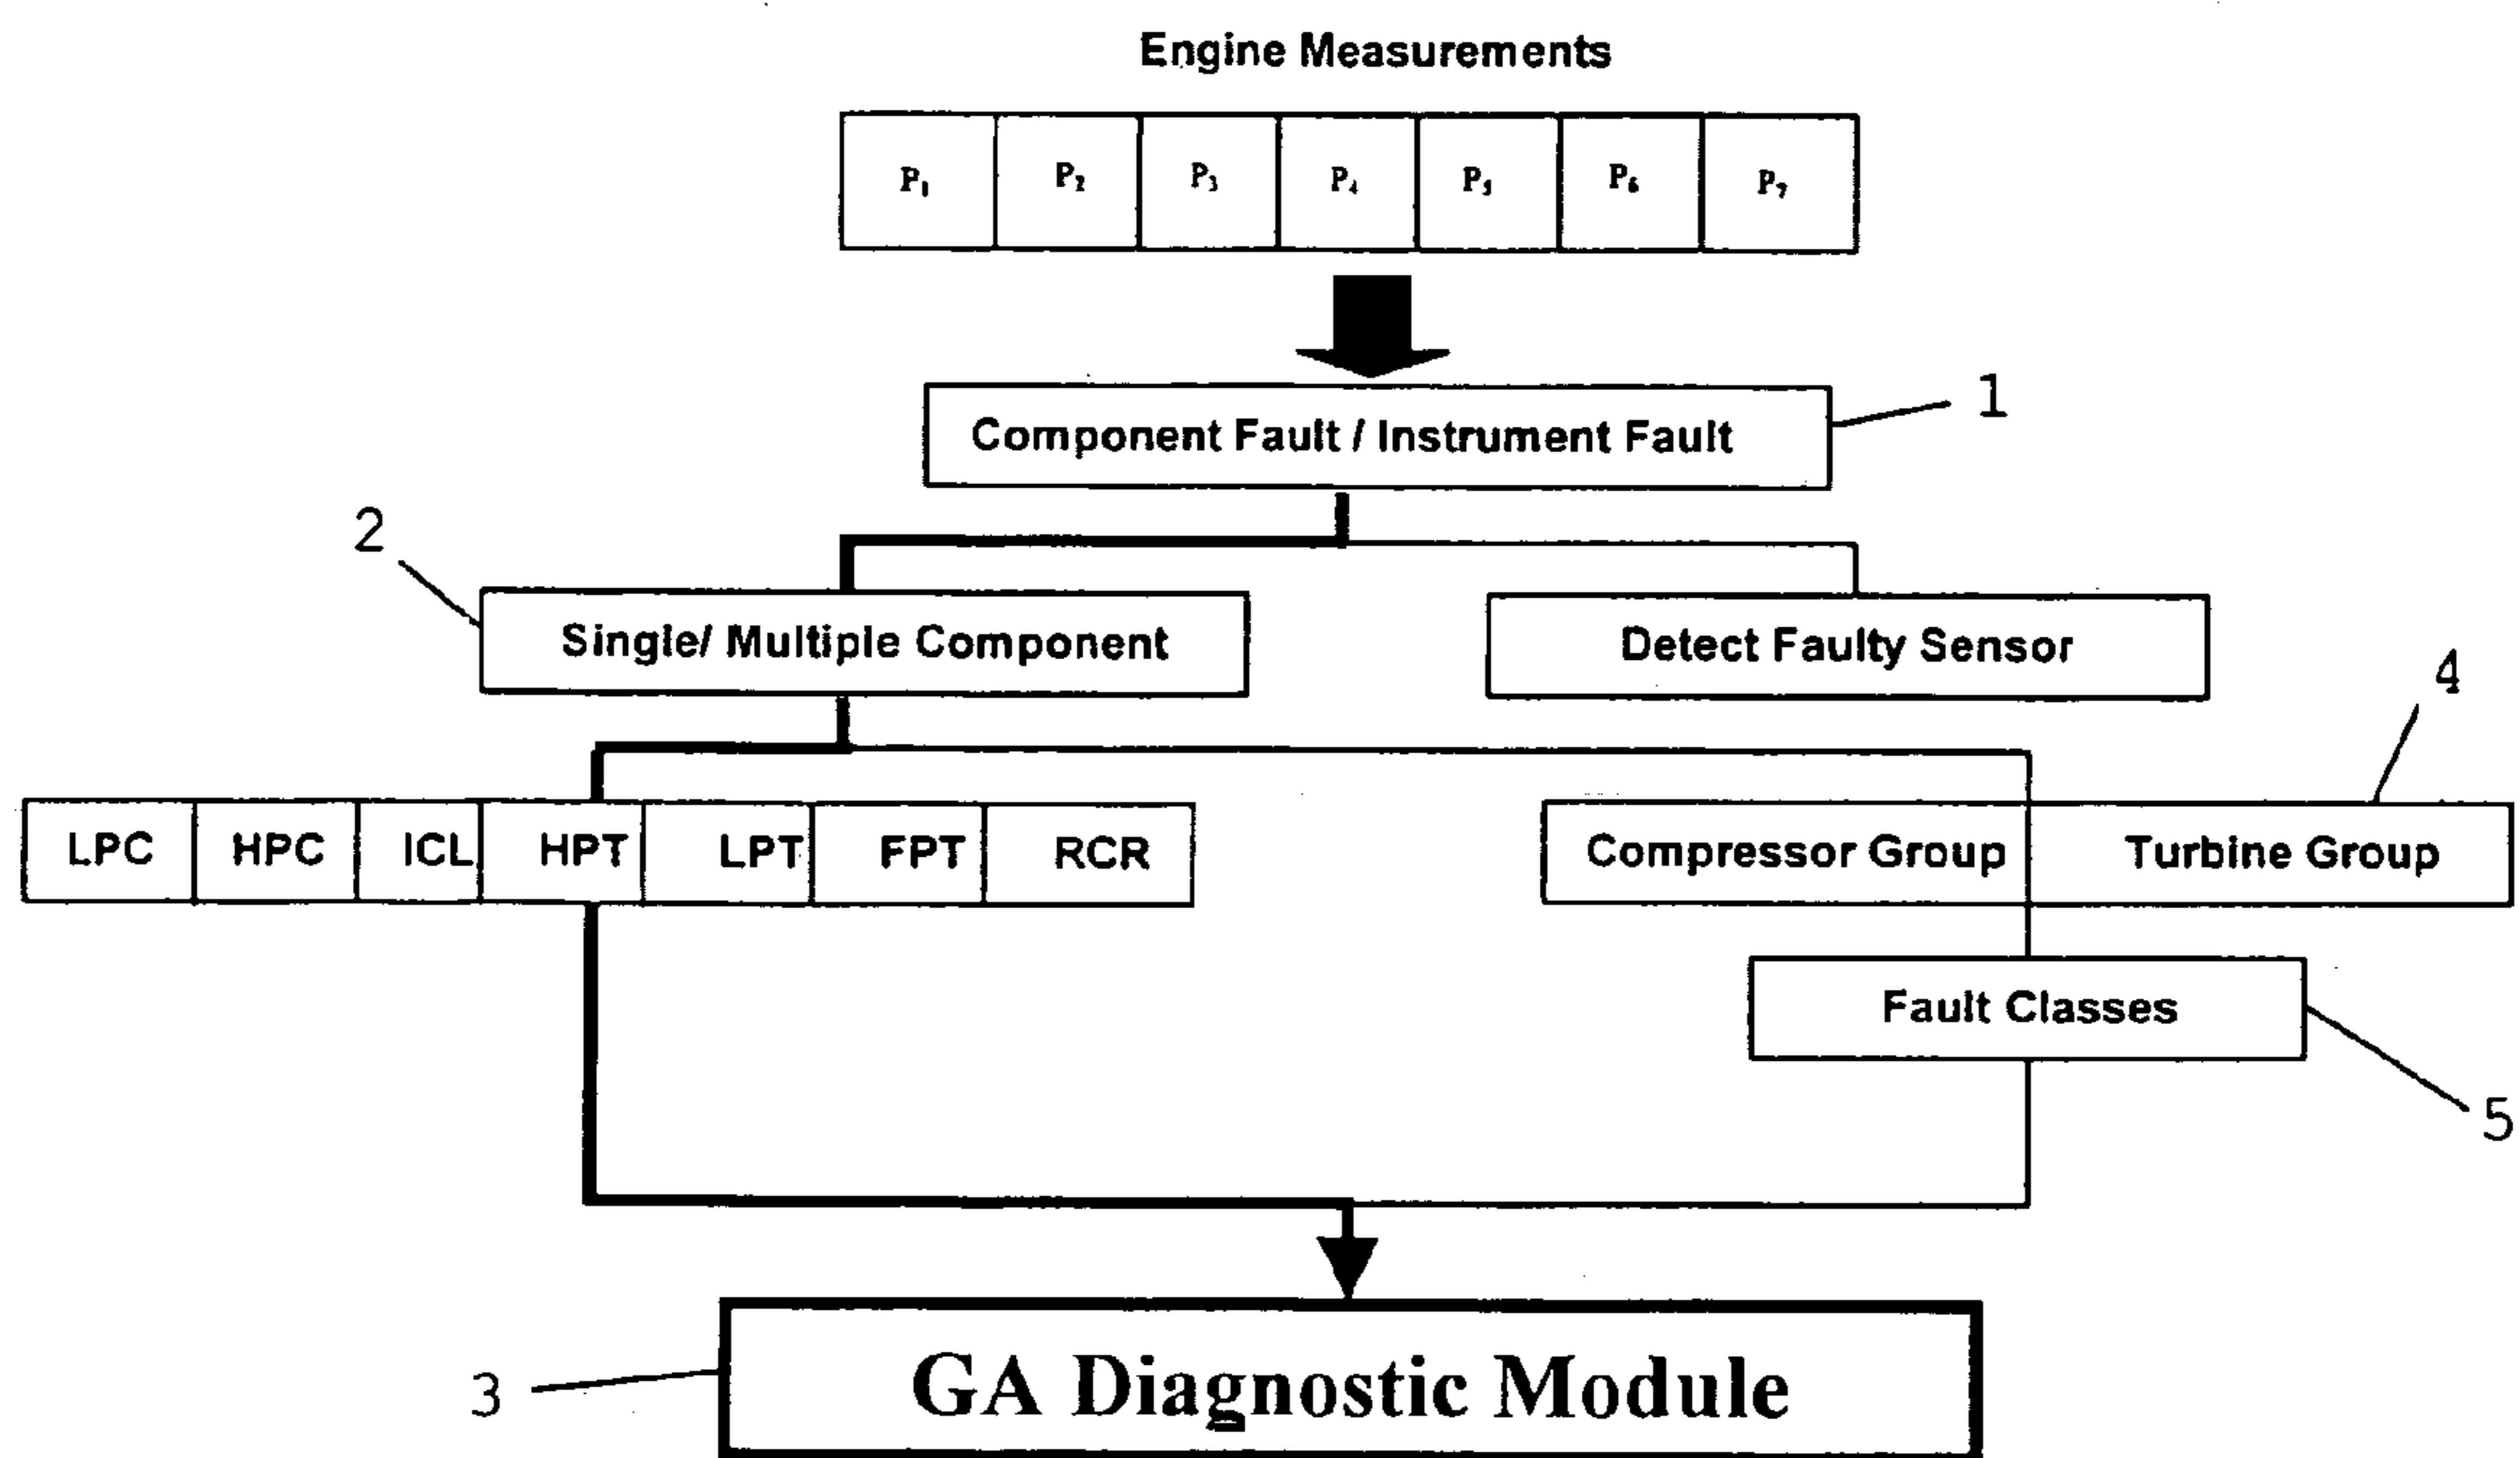 Engine Measurements
P₁ P₂ P₃ P₄ P₅ P₆ P₇
Component Fault / Instrument Fault
1
2
Single/ Multiple Component
Detect Faulty Sensor
4
LPC HPC ICL HPT LPT FPT RCR
Compressor Group Turbine Group
Fault Classes
5
3
GA Diagnostic Module